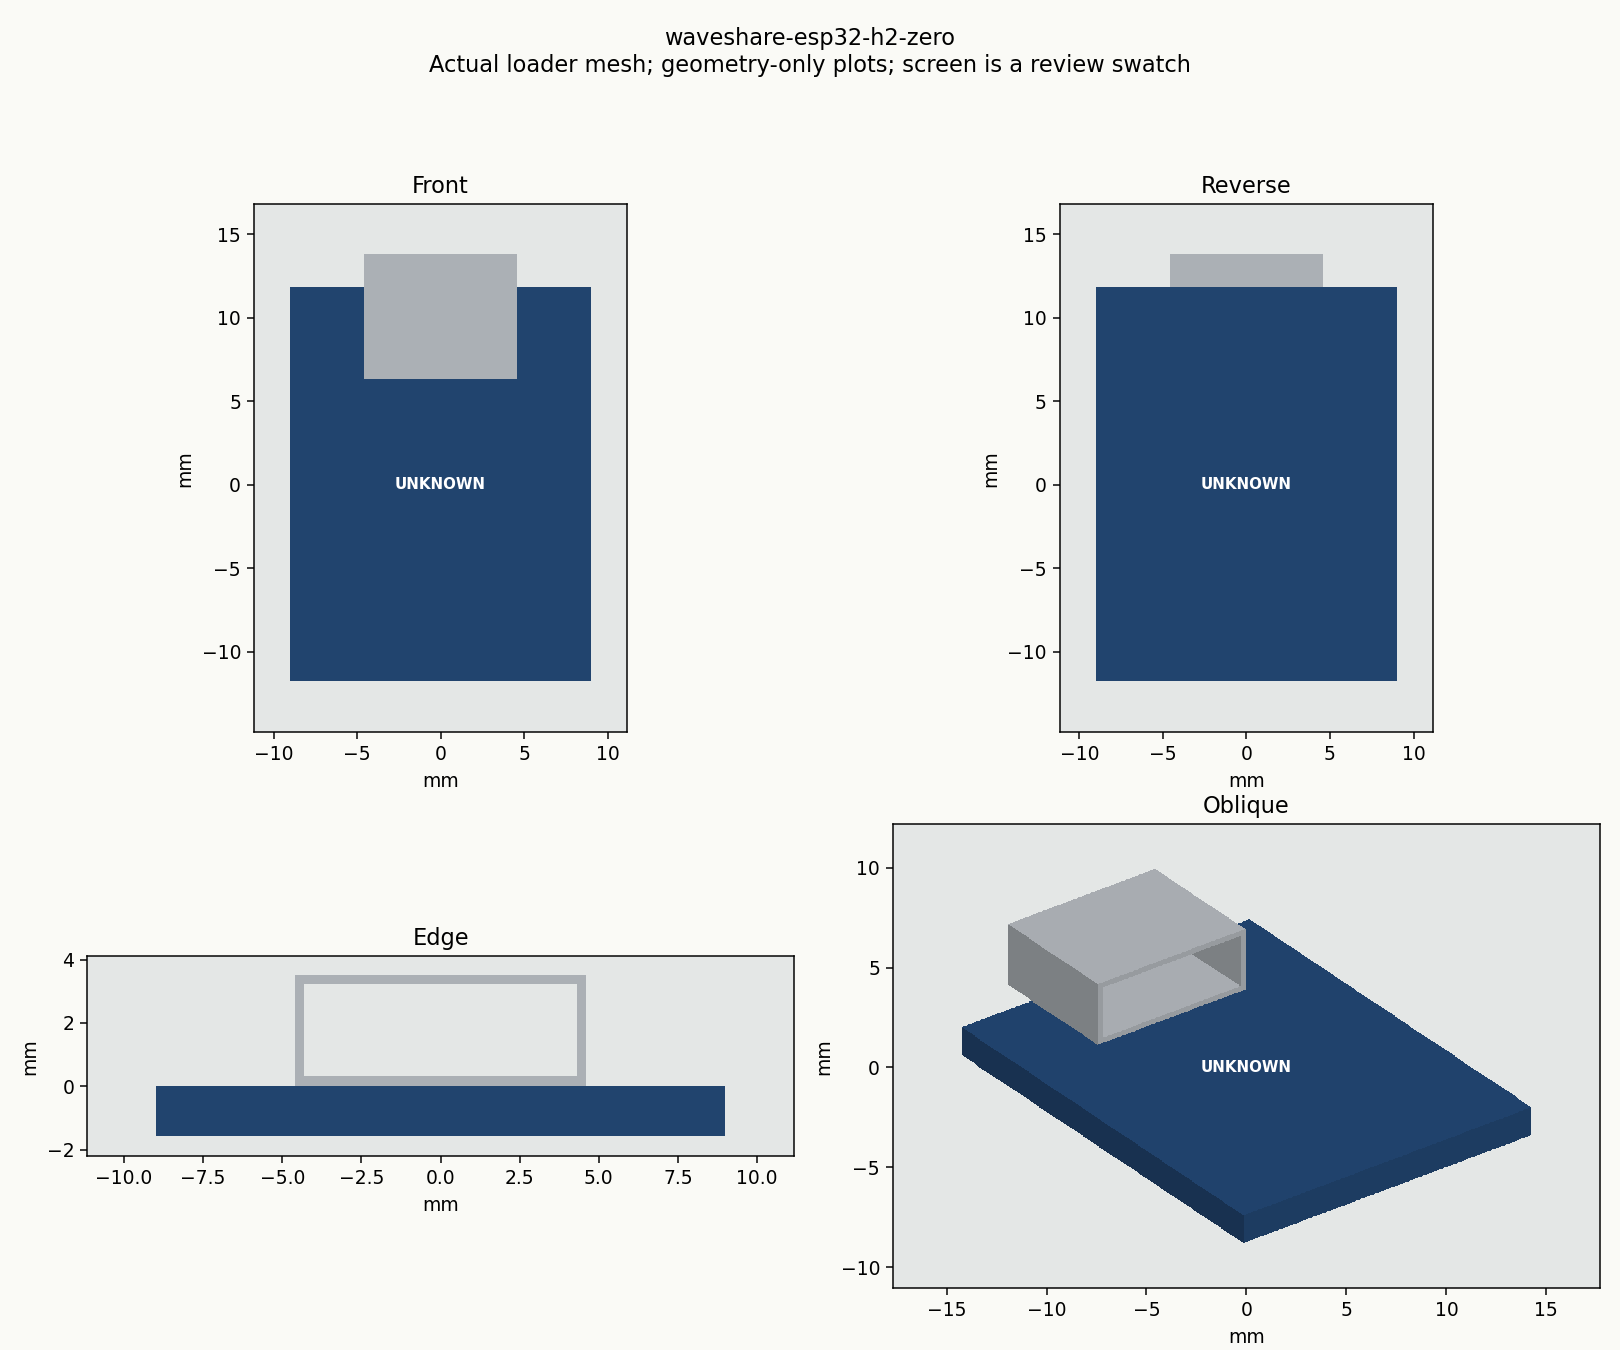 waveshare-esp32-h2-zero
Actual loader mesh; geometry-only plots; screen is a review swatch
Front
15
10
5
0
−5
−10
mm
UNKNOWN
−10 −5 0 5 10
mm
Reverse
15
10
5
0
−5
−10
mm
UNKNOWN
−10 −5 0 5 10
mm
Edge
4
2
0
−2
mm
−10.0 −7.5 −5.0 −2.5 0.0 2.5 5.0 7.5 10.0
mm
Oblique
10
5
0
−5
−10
mm
UNKNOWN
−15 −10 −5 0 5 10 15
mm